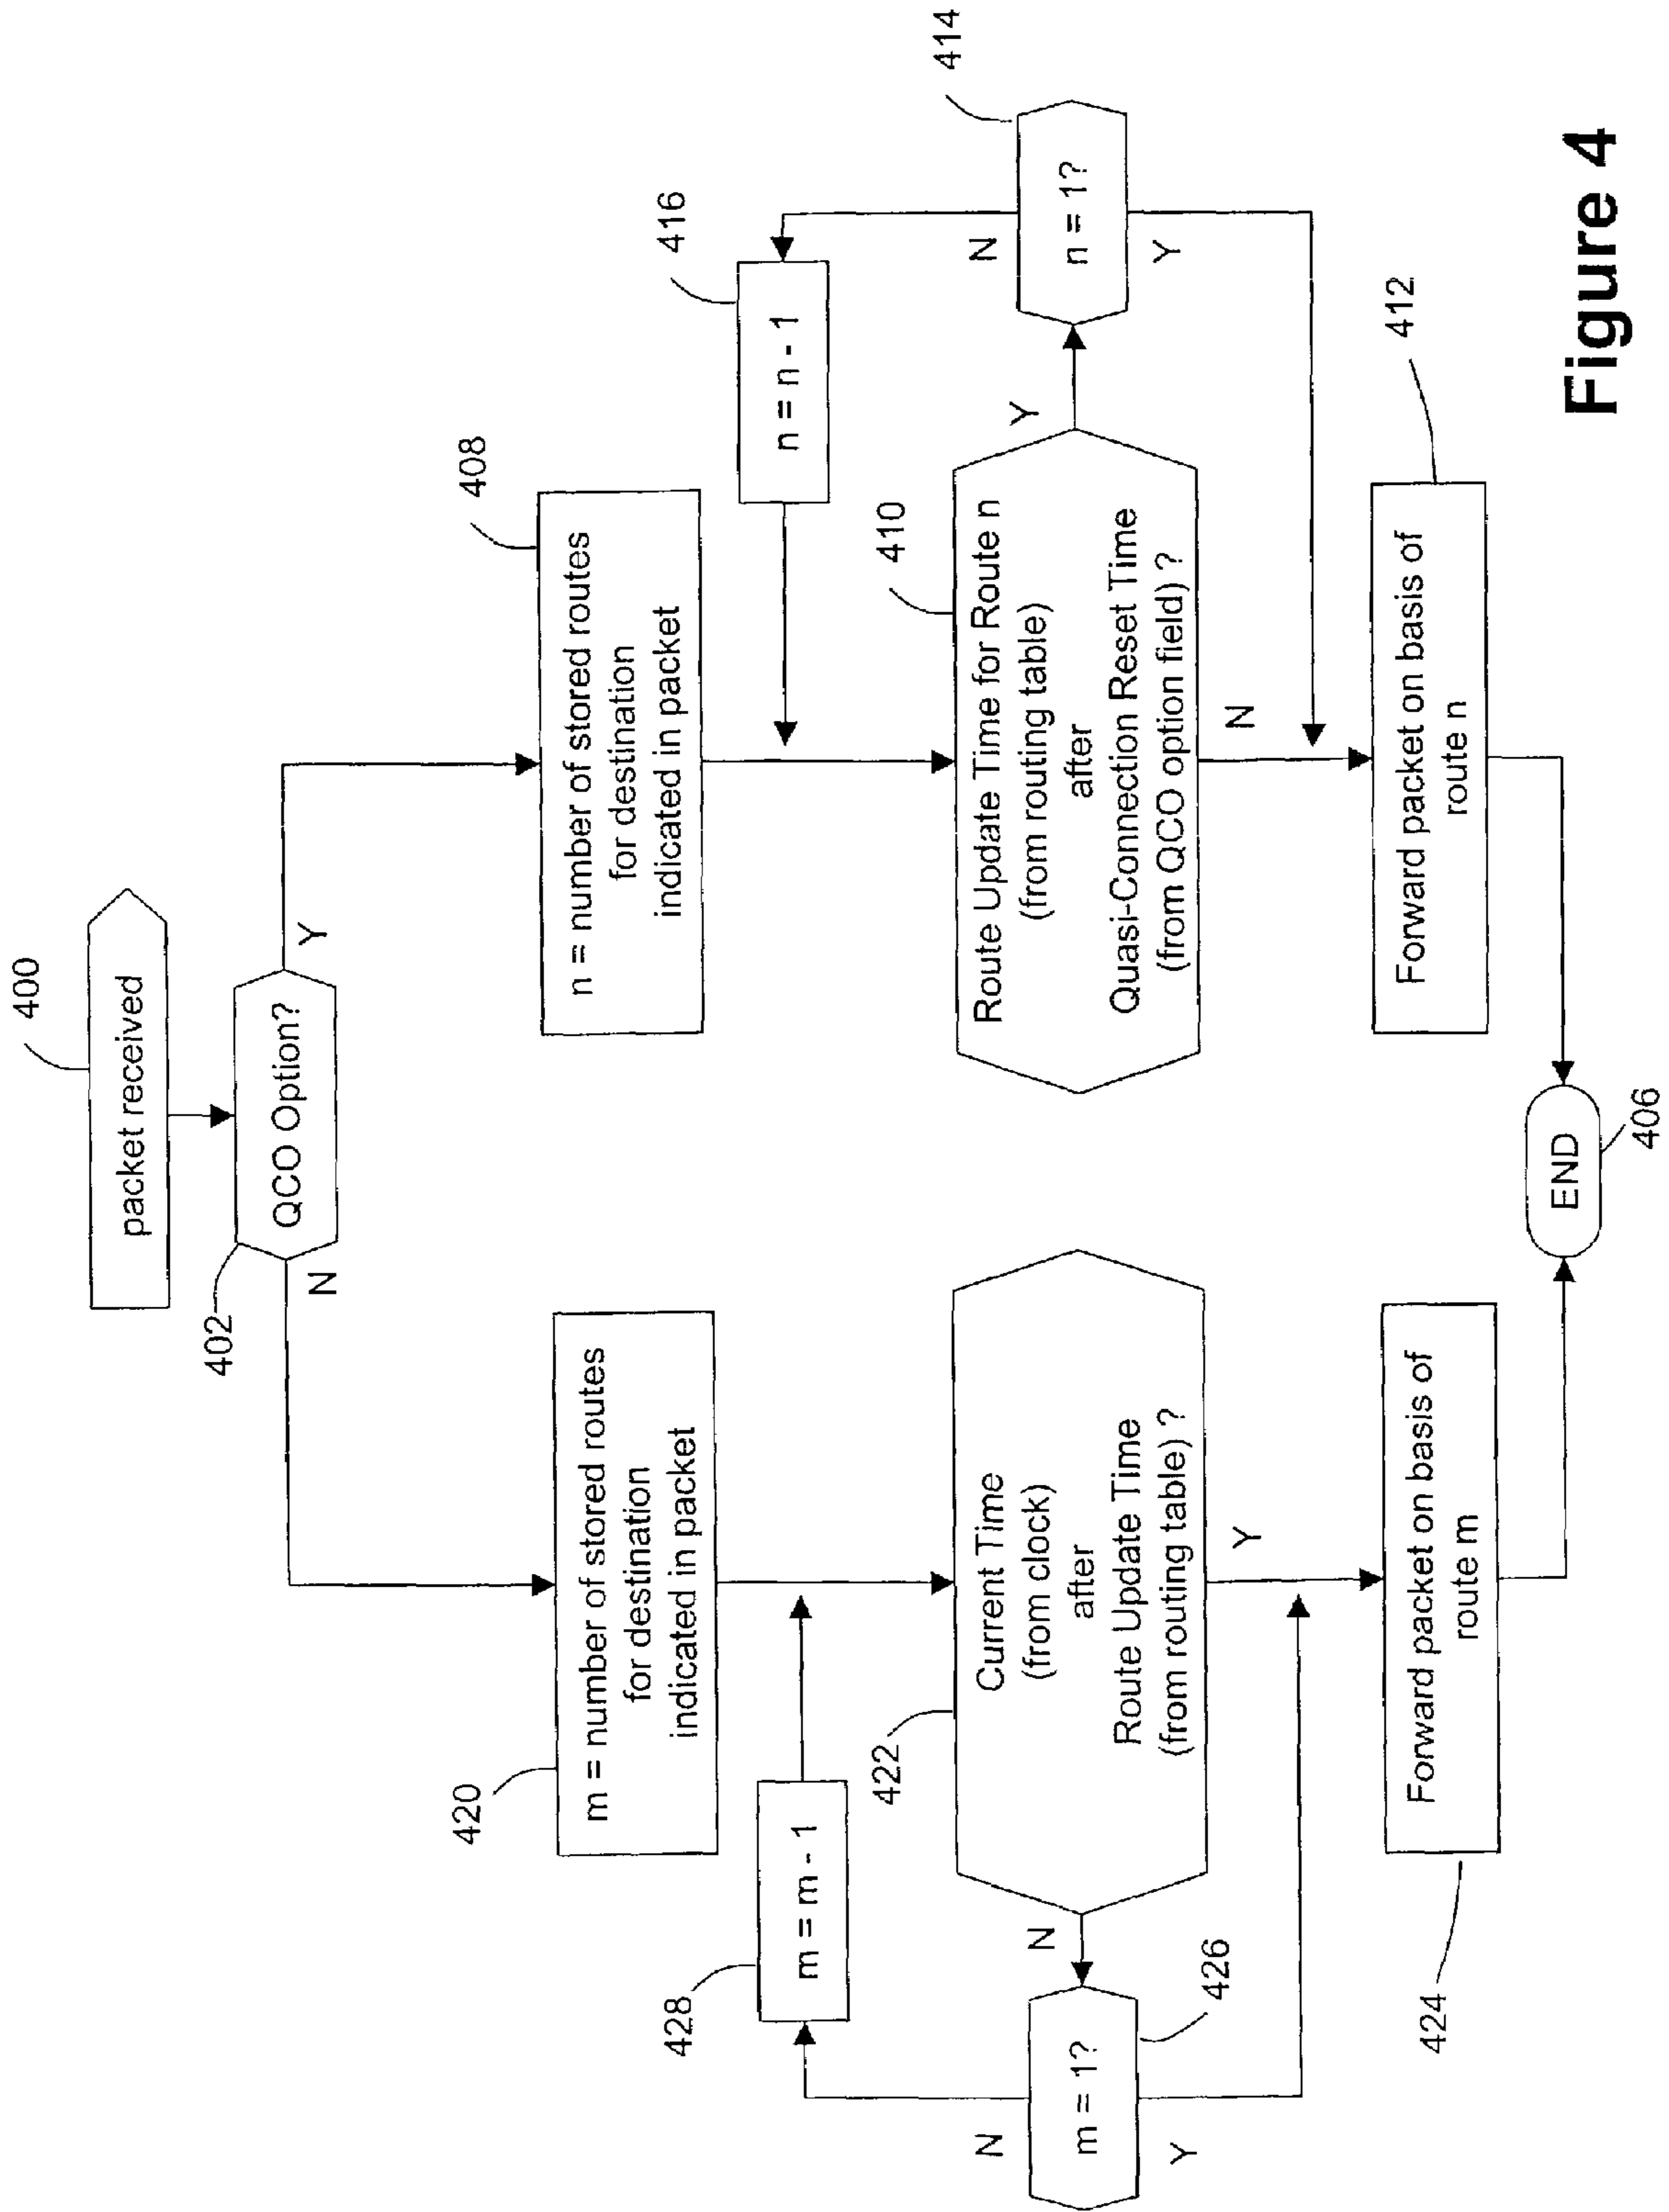 400
packet received
402
QCO Option?
N
Y
420
m = number of stored routes
for destination
indicated in packet
408
n = number of stored routes
for destination
indicated in packet
428
m = m - 1
416
n = n - 1
422
Current Time
(from clock)
after
Route Update Time
(from routing table) ?
N
Y
426
m = 1?
N
Y
410
Route Update Time for Route n
(from routing table)
after
Quasi-Connection Reset Time
(from QCO option field) ?
Y
N
414
n = 1?
N
Y
424
Forward packet on basis of
route m
412
Forward packet on basis of
route n
END
406
Figure 4